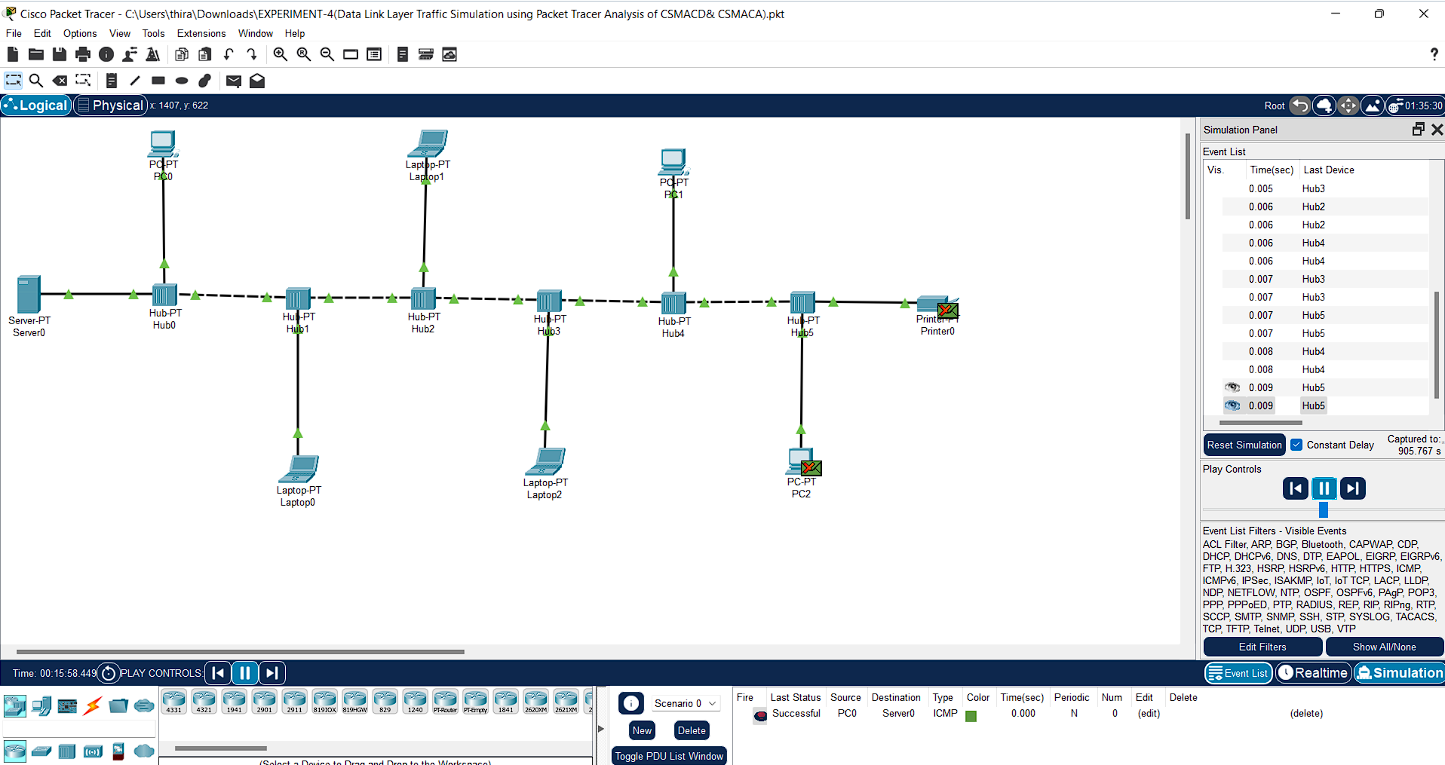 Cisco Packet Tracer - C:\Users\thira\Downloads\EXPERIMENT-4(Data Link Layer Traffic Simulation using Packet Tracer Analysis of CSMACD& CSMACA).pkt
File Edit Options View Tools Extensions Window Help
?
Logical Physical x: 1407, y: 622 Root 01:35:30
Simulation Panel
Event List
Vis. Time(sec) Last Device
0.005 Hub3
0.006 Hub2
0.006 Hub2
0.006 Hub4
0.006 Hub4
0.007 Hub3
0.007 Hub3
0.007 Hub5
0.007 Hub5
0.008 Hub4
0.008 Hub4
0.009 Hub5
0.009 Hub5
Reset Simulation Constant Delay Captured to:
905.767 s
Play Controls
Event List Filters - Visible Events
ACL Filter, ARP, BGP, Bluetooth, CAPWAP, CDP,
DHCP, DHCPv6, DNS, DTP, EAPOL, EIGRP, EIGRPv6,
FTP, H.323, HSRP, HSRPv6, HTTP, HTTPS, ICMP,
ICMPv6, IPSec, ISAKMP, IoT, IoT TCP, LACP, LLDP,
NDP, NETFLOW, NTP, OSPF, OSPFv6, PAgP, POP3,
PPP, PPPoED, PTP, RADIUS, REP, RIP, RIPng, RTP,
SCCP, SMTP, SNMP, SSH, STP, SYSLOG, TACACS,
TCP, TFTP, Telnet, UDP, USB, VTP
Edit Filters Show All/None
PC-PT
PC0
Laptop-PT
Laptop1
PC-PT
PC1
Server-PT
Server0
Hub-PT
Hub0
Hub-PT
Hub1
Hub-PT
Hub2
Hub-PT
Hub3
Hub-PT
Hub4
Hub-PT
Hub5
Printer-PT
Printer0
Laptop-PT
Laptop0
Laptop-PT
Laptop2
PC-PT
PC2
Time: 00:15:58.449 PLAY CONTROLS: Event List Realtime Simulation
4331 4321 1941 2901 2911 819IOX 819HGW 829 1240 PT-Router PT-Empty 1841 2620XM 2621XM 2
(Select a Device to Drag and Drop to the Workspace)
Scenario 0
New Delete
Toggle PDU List Window
Fire Last Status Source Destination Type Color Time(sec) Periodic Num Edit Delete
Successful PC0 Server0 ICMP 0.000 N 0 (edit) (delete)